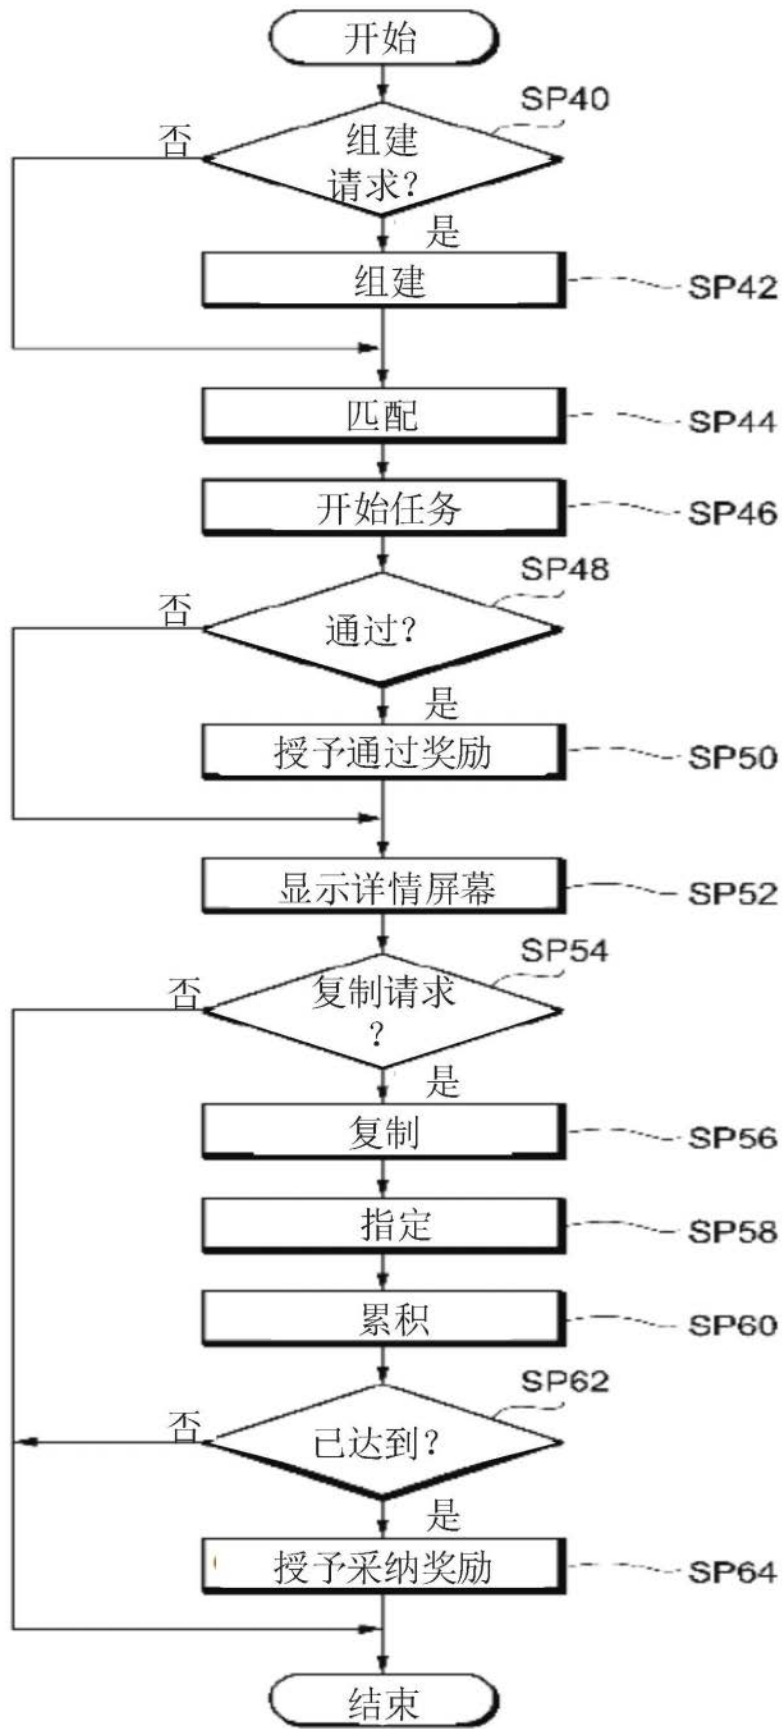 开始
SP40
否
组建
请求?
是
组建
SP42
匹配
SP44
开始任务
SP46
SP48
否
通过?
是
授予通过奖励
SP50
显示详情屏幕
SP52
SP54
否
复制请求
?
是
复制
SP56
指定
SP58
累积
SP60
SP62
否
已达到?
是
授予采纳奖励
SP64
结束